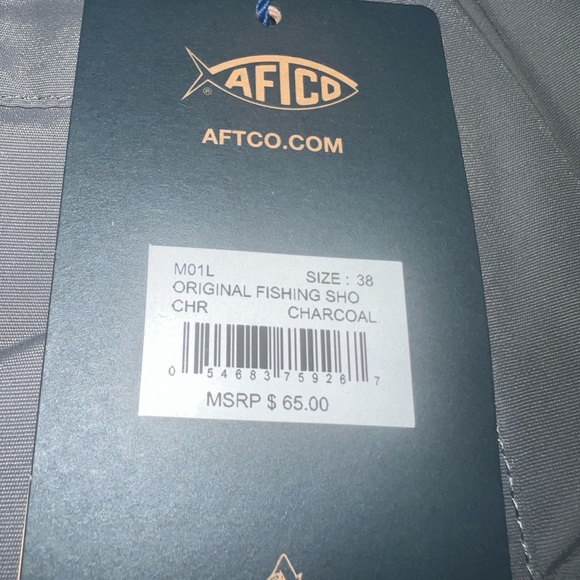 AFTCO
®
AFTCO.COM
M01L SIZE : 38
ORIGINAL FISHING SHO
CHR CHARCOAL
0 54683 75926 7
MSRP $ 65.00